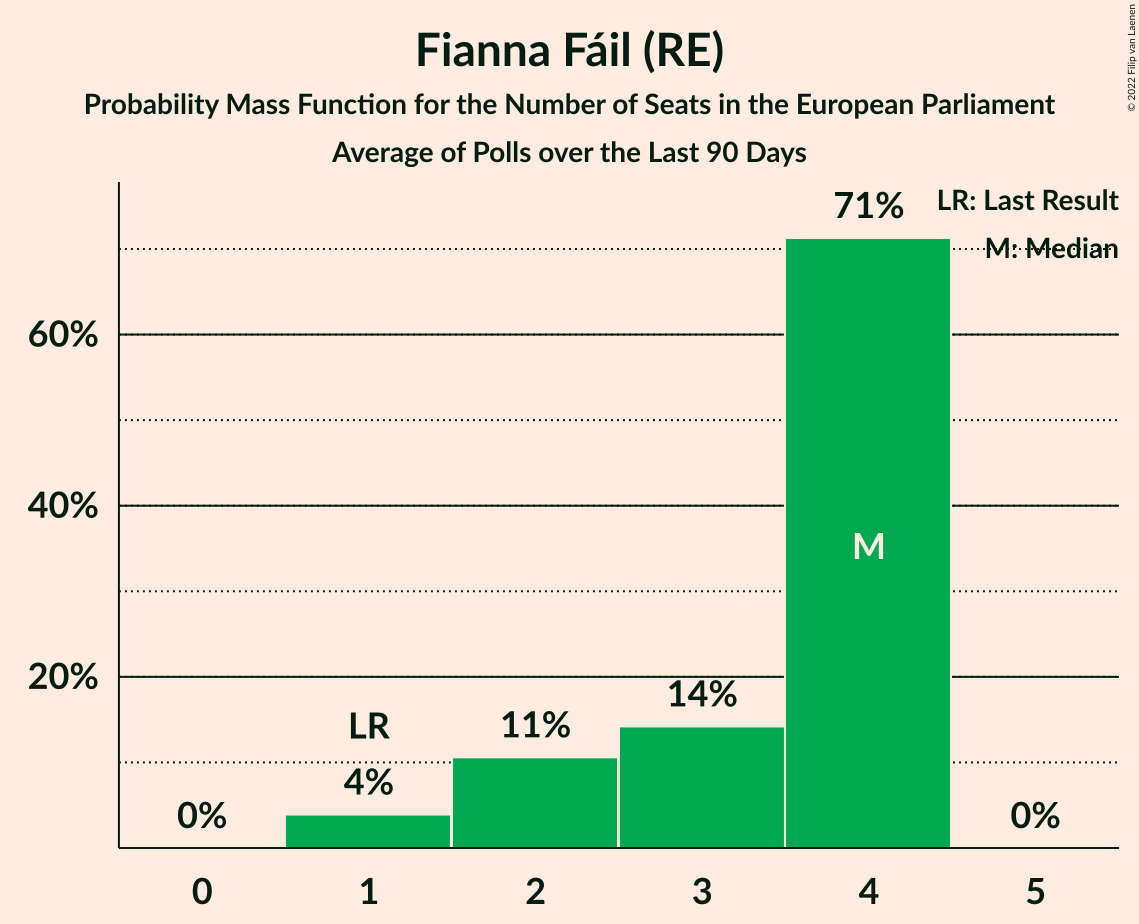 Fianna Fáil (RE)
Probability Mass Function for the Number of Seats in the European Parliament
Average of Polls over the Last 90 Days
© 2022 Filip van Laenen
LR: Last Result
M: Median
71%
60%
40%
M
20%
14%
LR
11%
4%
0%
0%
0 1 2 3 4 5